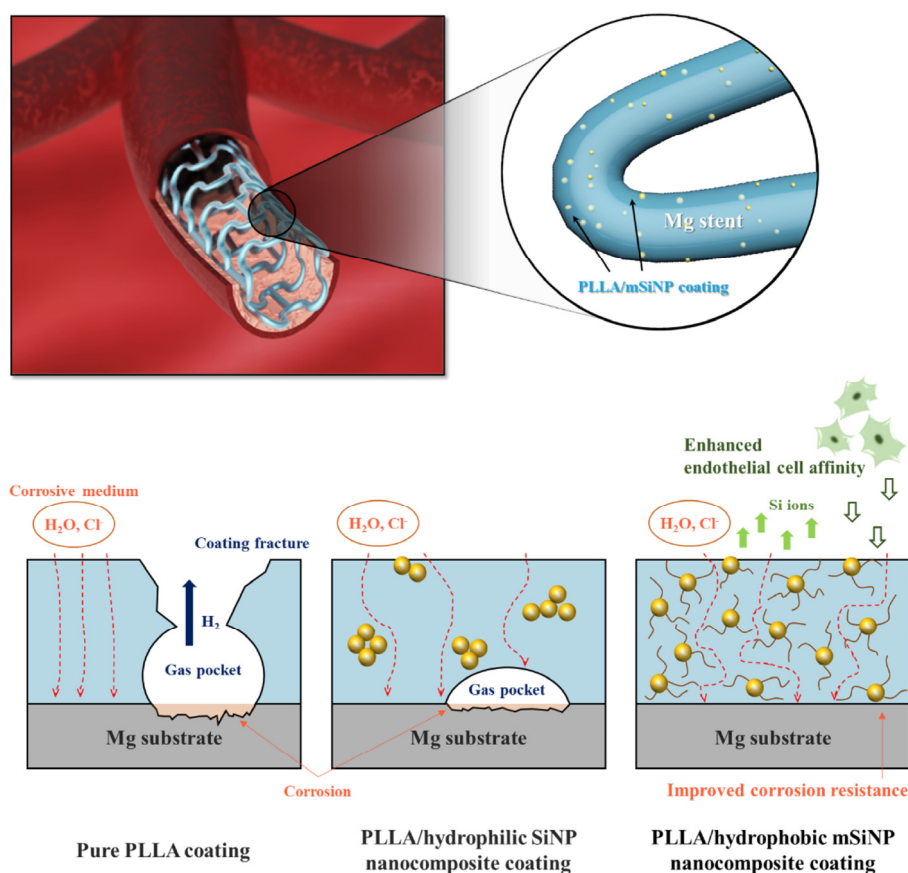 Mg stent
PLLA/mSiNP coating
Enhanced
endothelial cell affinity
Corrosive medium
H₂O, Cl⁻
Coating fracture
H₂
Gas pocket
Mg substrate
Corrosion
H₂O, Cl⁻
Gas pocket
Mg substrate
H₂O, Cl⁻
Si ions
Mg substrate
Improved corrosion resistance
Pure PLLA coating
PLLA/hydrophilic SiNP
nanocomposite coating
PLLA/hydrophobic mSiNP
nanocomposite coating